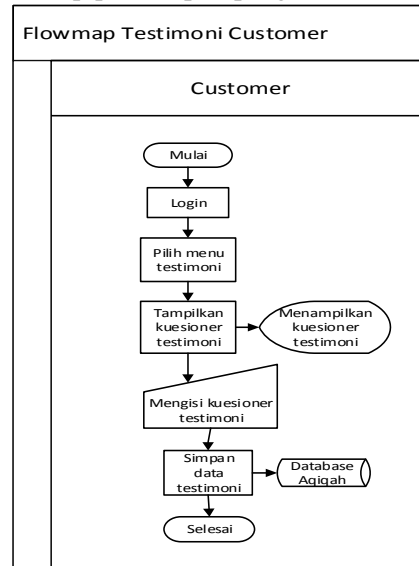 Flowmap Testimoni Customer
Customer
Mulai
Login
Pilih menu
testimoni
Tampilkan
kuesioner
testimoni
Menampilkan
kuesioner
testimoni
Mengisi kuesioner
testimoni
Simpan
data
testimoni
Database
Aqiqah
Selesai